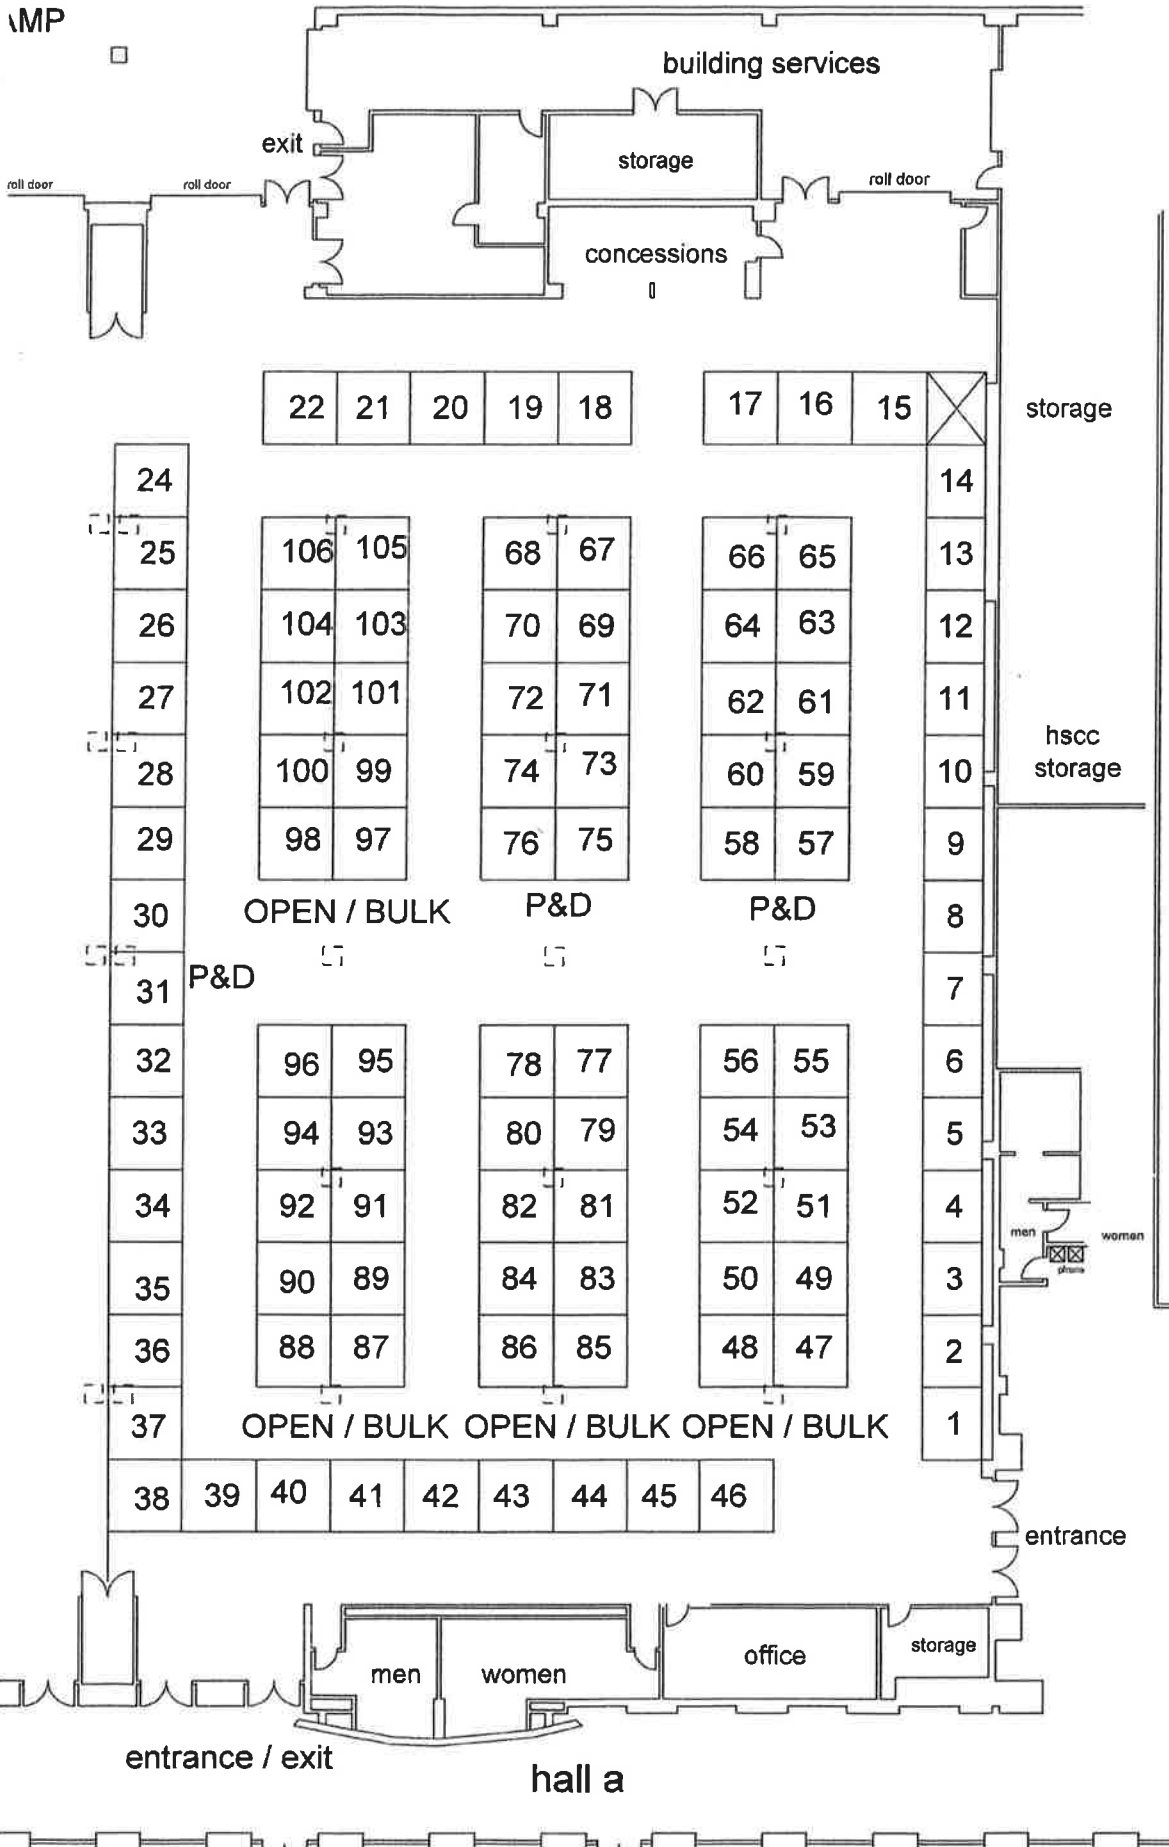 \MP
building services
exit
storage
roll door
roll door
roll door
concessions
22 21 20 19 18 17 16 15
storage
24 14
106 105 68 67 66 65
25 13
26 104 103 70 69 64 63 12
27 102 101 72 71 62 61 11
hscc
storage
28 100 99 74 73 60 59 10
29 98 97 76 75 58 57 9
OPEN / BULK P&D P&D
30 8
P&D
31 7
32 96 95 78 77 56 55 6
33 94 93 80 79 54 53 5
34 92 91 82 81 52 51 4
men women
phone
35 90 89 84 83 50 49 3
36 88 87 86 85 48 47 2
37 OPEN / BULK OPEN / BULK OPEN / BULK 1
38 39 40 41 42 43 44 45 46
entrance
men women office storage
entrance / exit
hall a